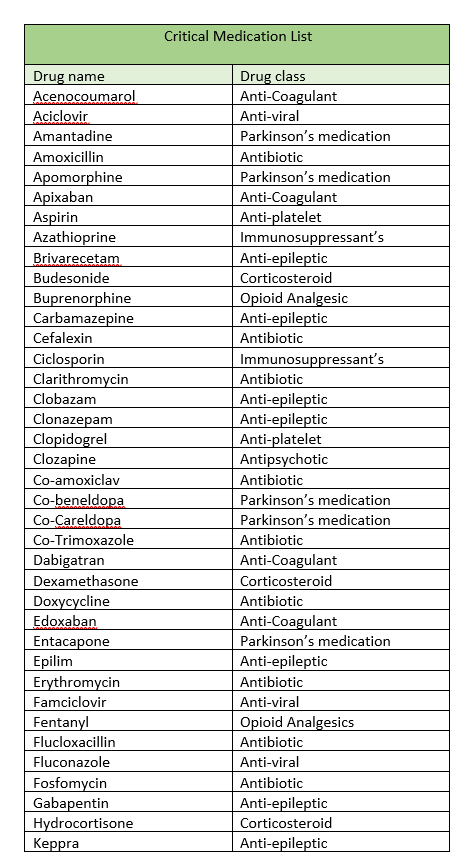 Critical Medication List
Drug name Drug class
Acenocoumarol Anti-Coagulant
Aciclovir Anti-viral
Amantadine Parkinson's medication
Amoxicillin Antibiotic
Apomorphine Parkinson's medication
Apixaban Anti-Coagulant
Aspirin Anti-platelet
Azathioprine Immunosuppressant's
Brivarecetam Anti-epileptic
Budesonide Corticosteroid
Buprenorphine Opioid Analgesic
Carbamazepine Anti-epileptic
Cefalexin Antibiotic
Ciclosporin Immunosuppressant's
Clarithromycin Antibiotic
Clobazam Anti-epileptic
Clonazepam Anti-epileptic
Clopidogrel Anti-platelet
Clozapine Antipsychotic
Co-amoxiclav Antibiotic
Co-beneldopa Parkinson's medication
Co-Careldopa Parkinson's medication
Co-Trimoxazole Antibiotic
Dabigatran Anti-Coagulant
Dexamethasone Corticosteroid
Doxycycline Antibiotic
Edoxaban Anti-Coagulant
Entacapone Parkinson's medication
Epilim Anti-epileptic
Erythromycin Antibiotic
Famciclovir Anti-viral
Fentanyl Opioid Analgesics
Flucloxacillin Antibiotic
Fluconazole Anti-viral
Fosfomycin Antibiotic
Gabapentin Anti-epileptic
Hydrocortisone Corticosteroid
Keppra Anti-epileptic